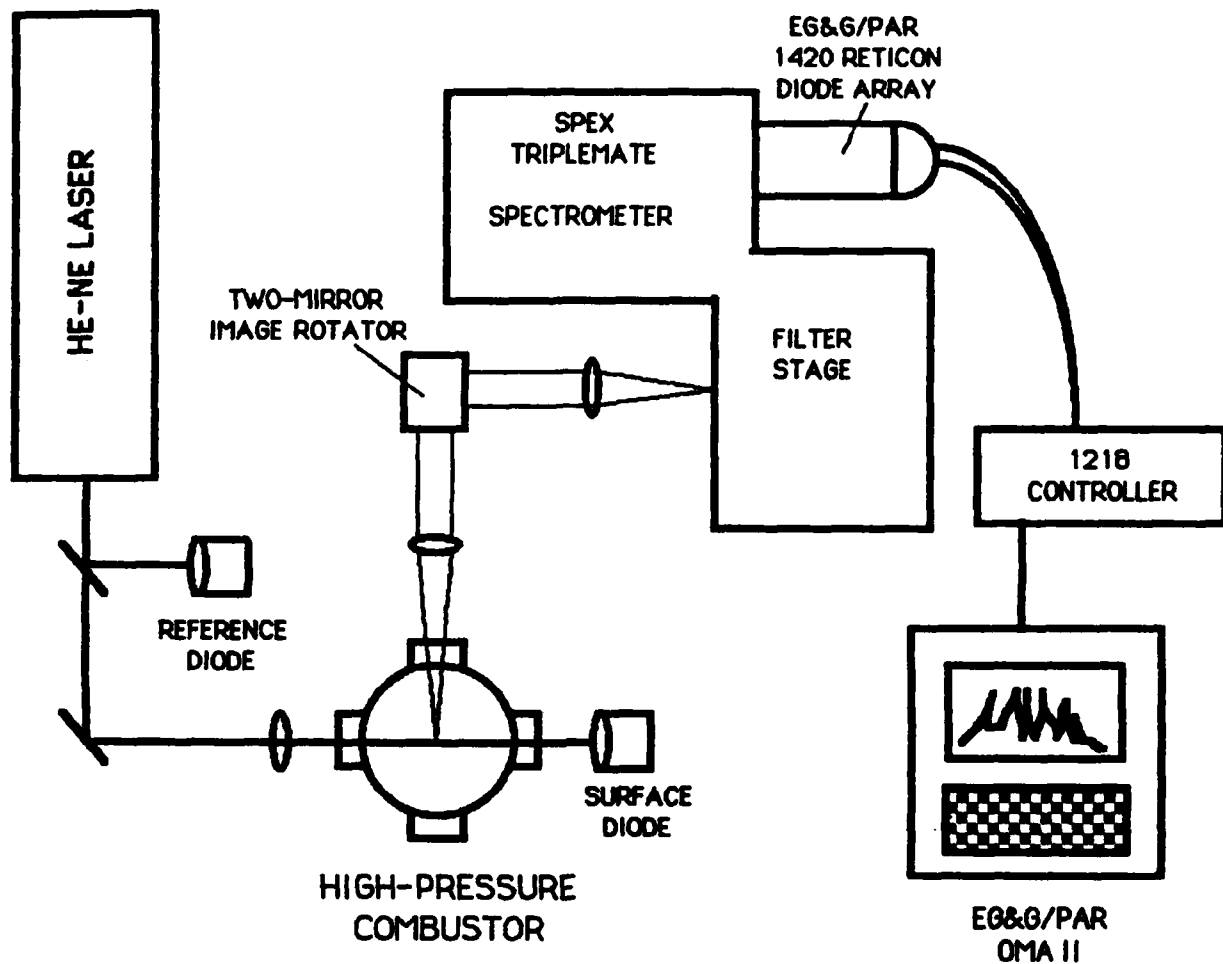 EG&G/PAR
1420 RETICON
DIODE ARRAY
SPEX
TRIPLEMATE
SPECTROMETER
HE-NE LASER
TWO-MIRROR
IMAGE ROTATOR
FILTER
STAGE
1218
CONTROLLER
REFERENCE
DIODE
SURFACE
DIODE
HIGH-PRESSURE
COMBUSTOR
EG&G/PAR
OMA II